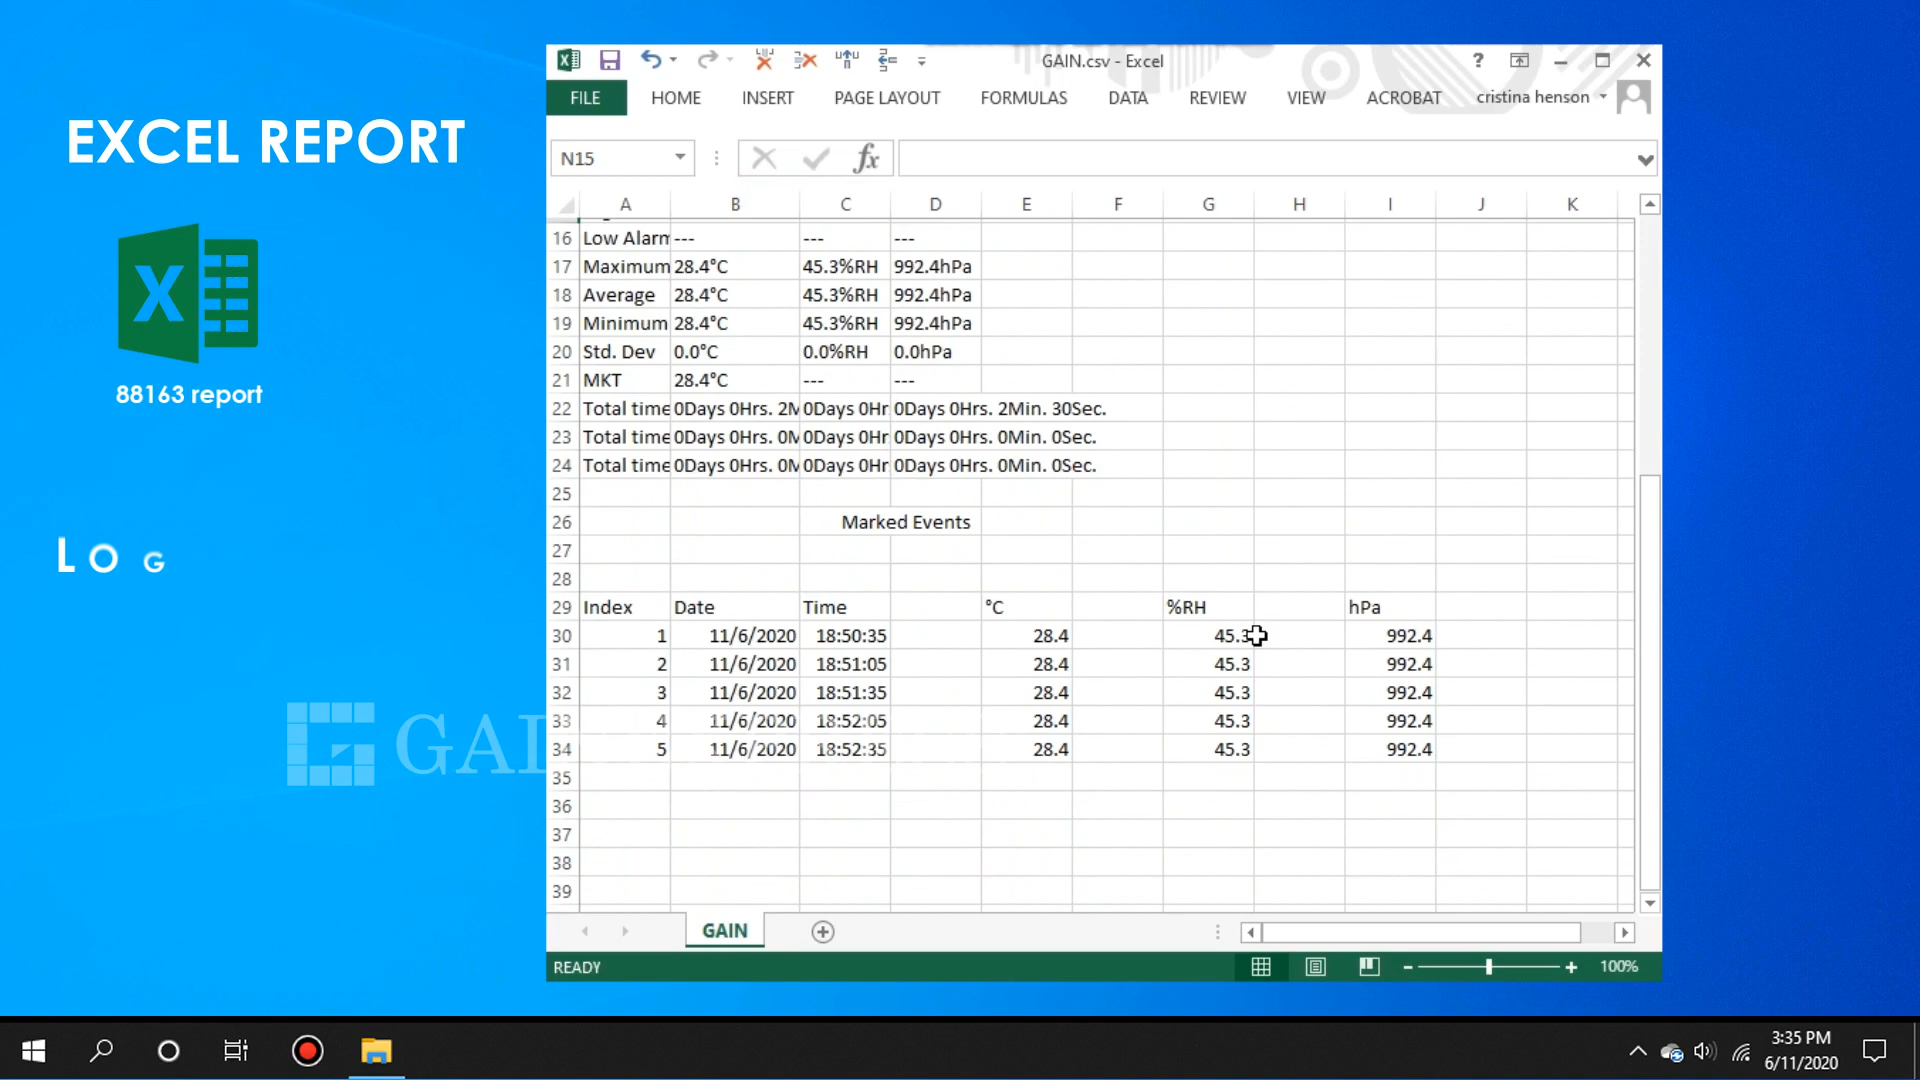 EXCEL REPORT
88163 report
L O G
GAI
GAIN.csv - Excel
?
FILE HOME INSERT PAGE LAYOUT FORMULAS DATA REVIEW VIEW ACROBAT cristina henson
N15 fx
A B C D E F G H I J K
16 Low Alarm --- --- ---
17 Maximum 28.4°C 45.3%RH 992.4hPa
18 Average 28.4°C 45.3%RH 992.4hPa
19 Minimum 28.4°C 45.3%RH 992.4hPa
20 Std. Dev 0.0°C 0.0%RH 0.0hPa
21 MKT 28.4°C --- ---
22 Total time 0Days 0Hrs. 2M 0Days 0Hr 0Days 0Hrs. 2Min. 30Sec.
23 Total time 0Days 0Hrs. 0M 0Days 0Hr 0Days 0Hrs. 0Min. 0Sec.
24 Total time 0Days 0Hrs. 0M 0Days 0Hr 0Days 0Hrs. 0Min. 0Sec.
25
26 Marked Events
27
28
29 Index Date Time °C %RH hPa
30 1 11/6/2020 18:50:35 28.4 45.3 992.4
31 2 11/6/2020 18:51:05 28.4 45.3 992.4
32 3 11/6/2020 18:51:35 28.4 45.3 992.4
33 4 11/6/2020 18:52:05 28.4 45.3 992.4
34 5 11/6/2020 18:52:35 28.4 45.3 992.4
35
36
37
38
39
GAIN
READY 100%
3:35 PM
6/11/2020